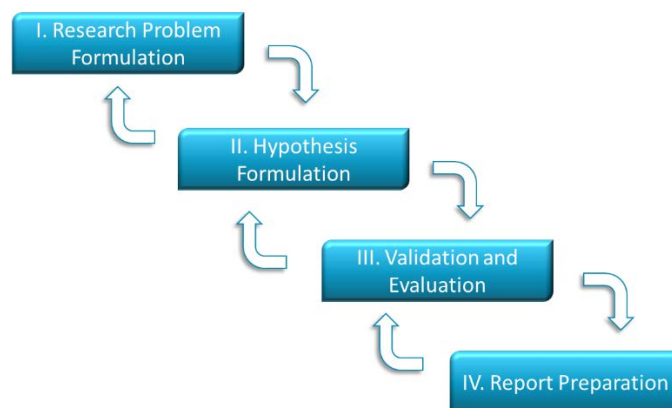 I. Research Problem
Formulation
II. Hypothesis
Formulation
III. Validation and
Evaluation
IV. Report Preparation